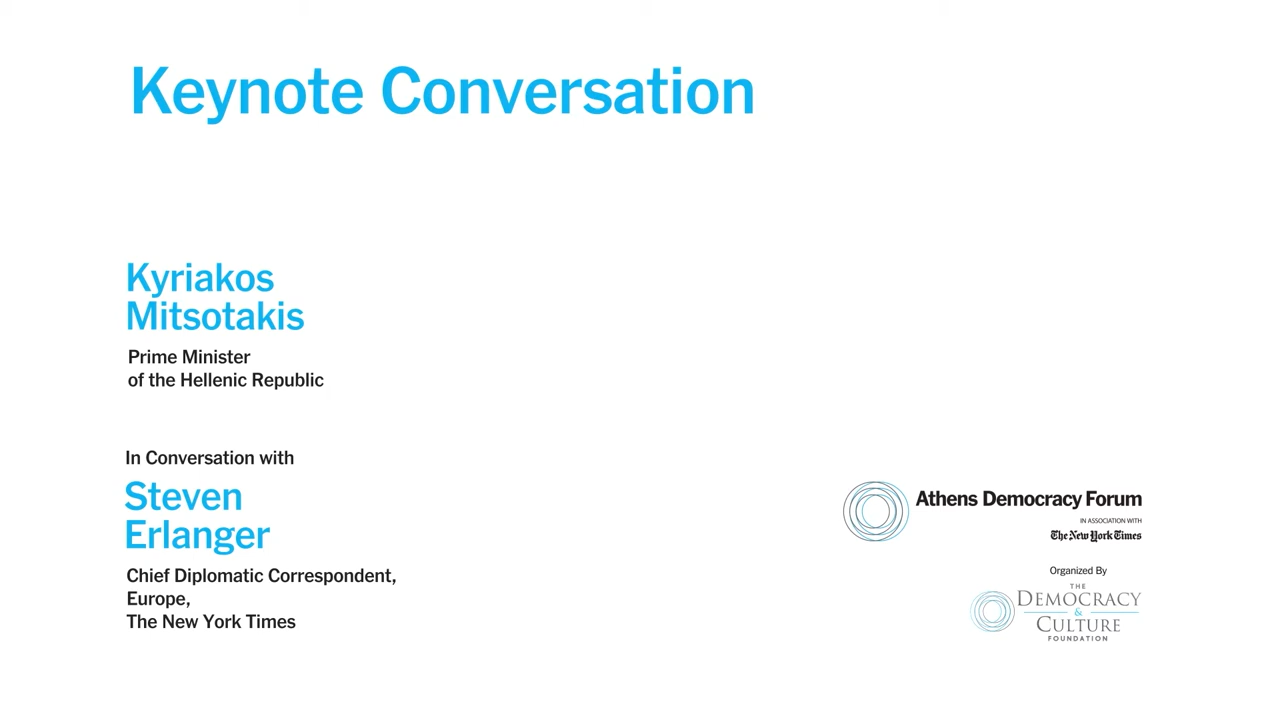 Keynote Conversation
Kyriakos
Mitsotakis
Prime Minister
of the Hellenic Republic
In Conversation with
Steven
Erlanger
Chief Diplomatic Correspondent,
Europe,
The New York Times
Athens Democracy Forum
IN ASSOCIATION WITH
The New York Times
Organized By
THE
DEMOCRACY
&
CULTURE
FOUNDATION